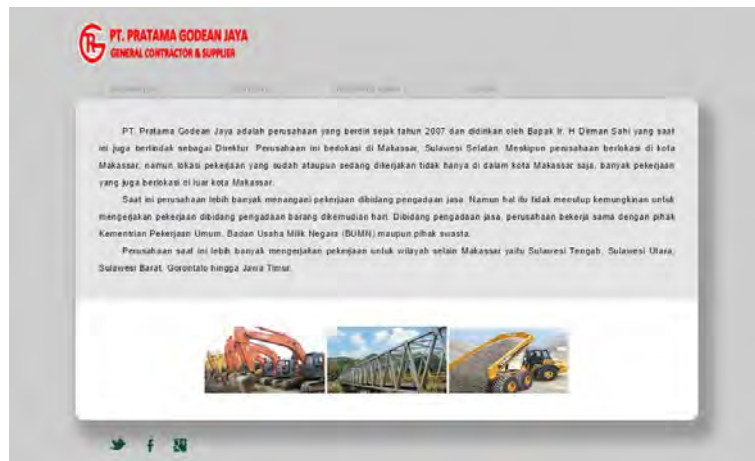 PT. PRATAMA GODEAN JAYA
GENERAL CONTRACTOR & SUPPLIER
PT. Pratama Godean Jaya adalah perusahaan yang berdiri sejak tahun 2007 dan didirikan oleh Bapak Ir. H Dirman Sahi yang saat
ini juga bertindak sebagai Direktur. Perusahaan ini berlokasi di Makassar, Sulawesi Selatan. Meskipun perusahaan berlokasi di kota
Makassar, namun lokasi pekerjaan yang sudah ataupun sedang dikerjakan tidak hanya di dalam kota Makassar saja, banyak pekerjaan
yang juga berlokasi di luar kota Makassar.
Saat ini perusahaan lebih banyak menangani pekerjaan dibidang pengadaan jasa. Namun hal itu tidak menutup kemungkinan untuk
mengerjakan pekerjaan dibidang pengadaan barang dikemudian hari. Dibidang pengadaan jasa, perusahaan bekerja sama dengan pihak
Kementrian Pekerjaan Umum, Badan Usaha Milik Negara (BUMN) maupun pihak swasta.
Perusahaan saat ini lebih banyak mengerjakan pekerjaan untuk wilayah selain Makassar yaitu Sulawesi Tengah, Sulawesi Utara,
Sulawesi Barat, Gorontalo hingga Jawa Timur.